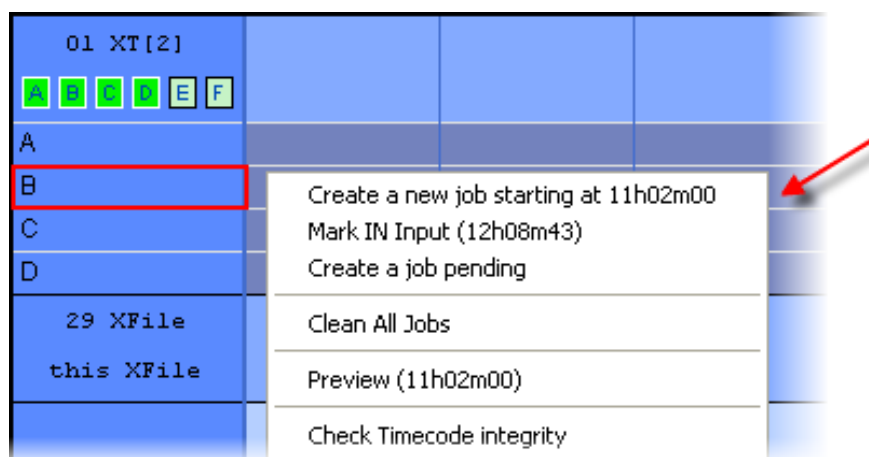 01 XT[2]
A B C D E F
A
B
C
D
29 XFile
this XFile
Create a new job starting at 11h02m00
Mark IN Input (12h08m43)
Create a job pending
Clean All Jobs
Preview (11h02m00)
Check Timecode integrity